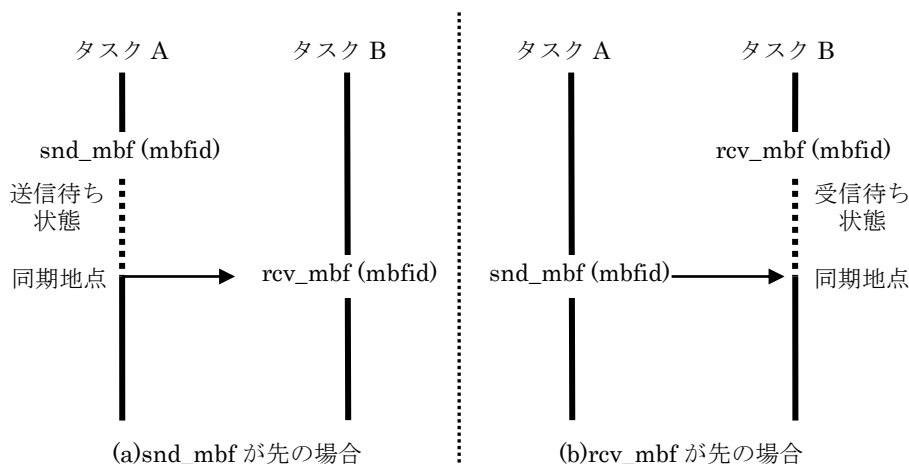 タスク A
タスク B
snd_mbf (mbfid)
送信待ち
状態
同期地点
rcv_mbf (mbfid)
(a)snd_mbf が先の場合
タスク A
タスク B
rcv_mbf (mbfid)
受信待ち
状態
snd_mbf (mbfid)
同期地点
(b)rcv_mbf が先の場合